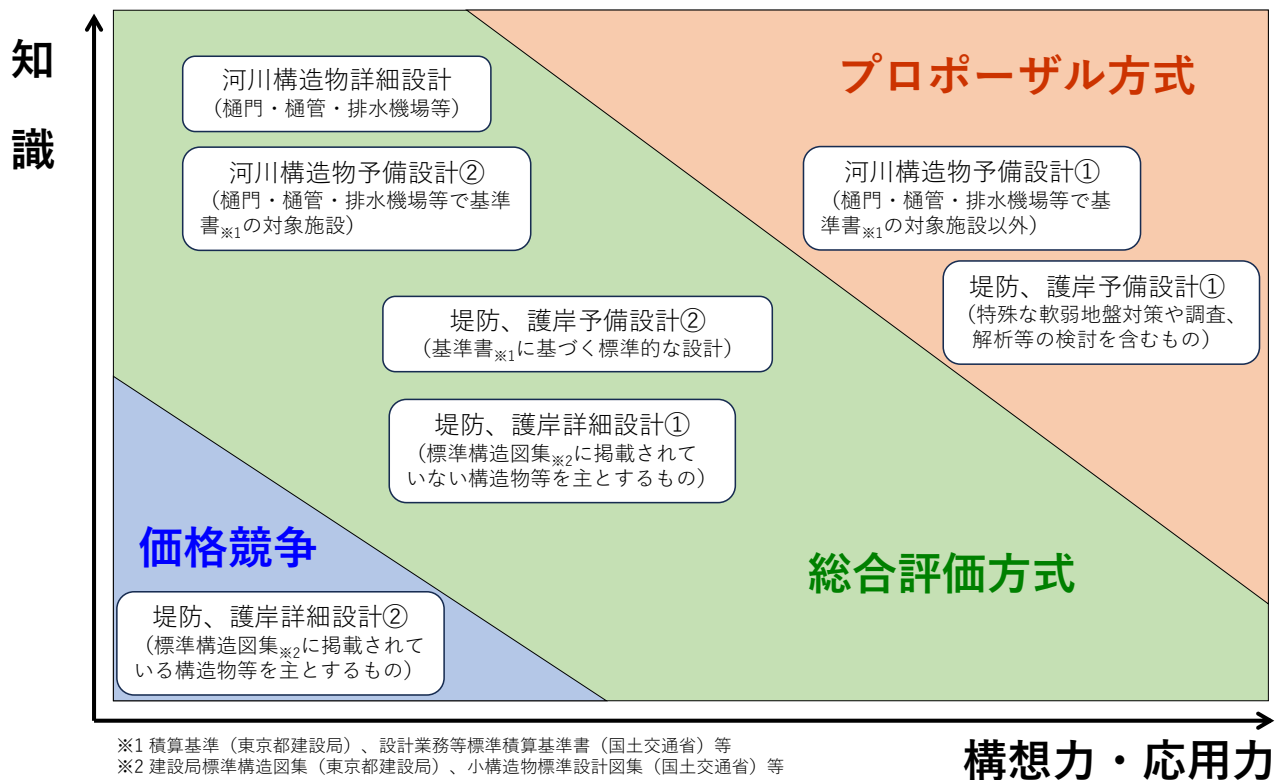 知
識
プロポーザル方式
河川構造物詳細設計
（樋門・樋管・排水機場等）
河川構造物予備設計②
（樋門・樋管・排水機場等で基準
書※1の対象施設）
河川構造物予備設計①
（樋門・樋管・排水機場等で基
準書※1の対象施設以外）
堤防、護岸予備設計①
（特殊な軟弱地盤対策や調査、
解析等の検討を含むもの）
堤防、護岸予備設計②
（基準書※1に基づく標準的な設計）
堤防、護岸詳細設計①
（標準構造図集※2に掲載されて
いない構造物等を主とするもの）
価格競争
総合評価方式
堤防、護岸詳細設計②
（標準構造図集※2に掲載されて
いる構造物等を主とするもの）
※1 積算基準（東京都建設局）、設計業務等標準積算基準書（国土交通省）等
※2 建設局標準構造図集（東京都建設局）、小構造物標準設計図集（国土交通省）等
構想力・応用力